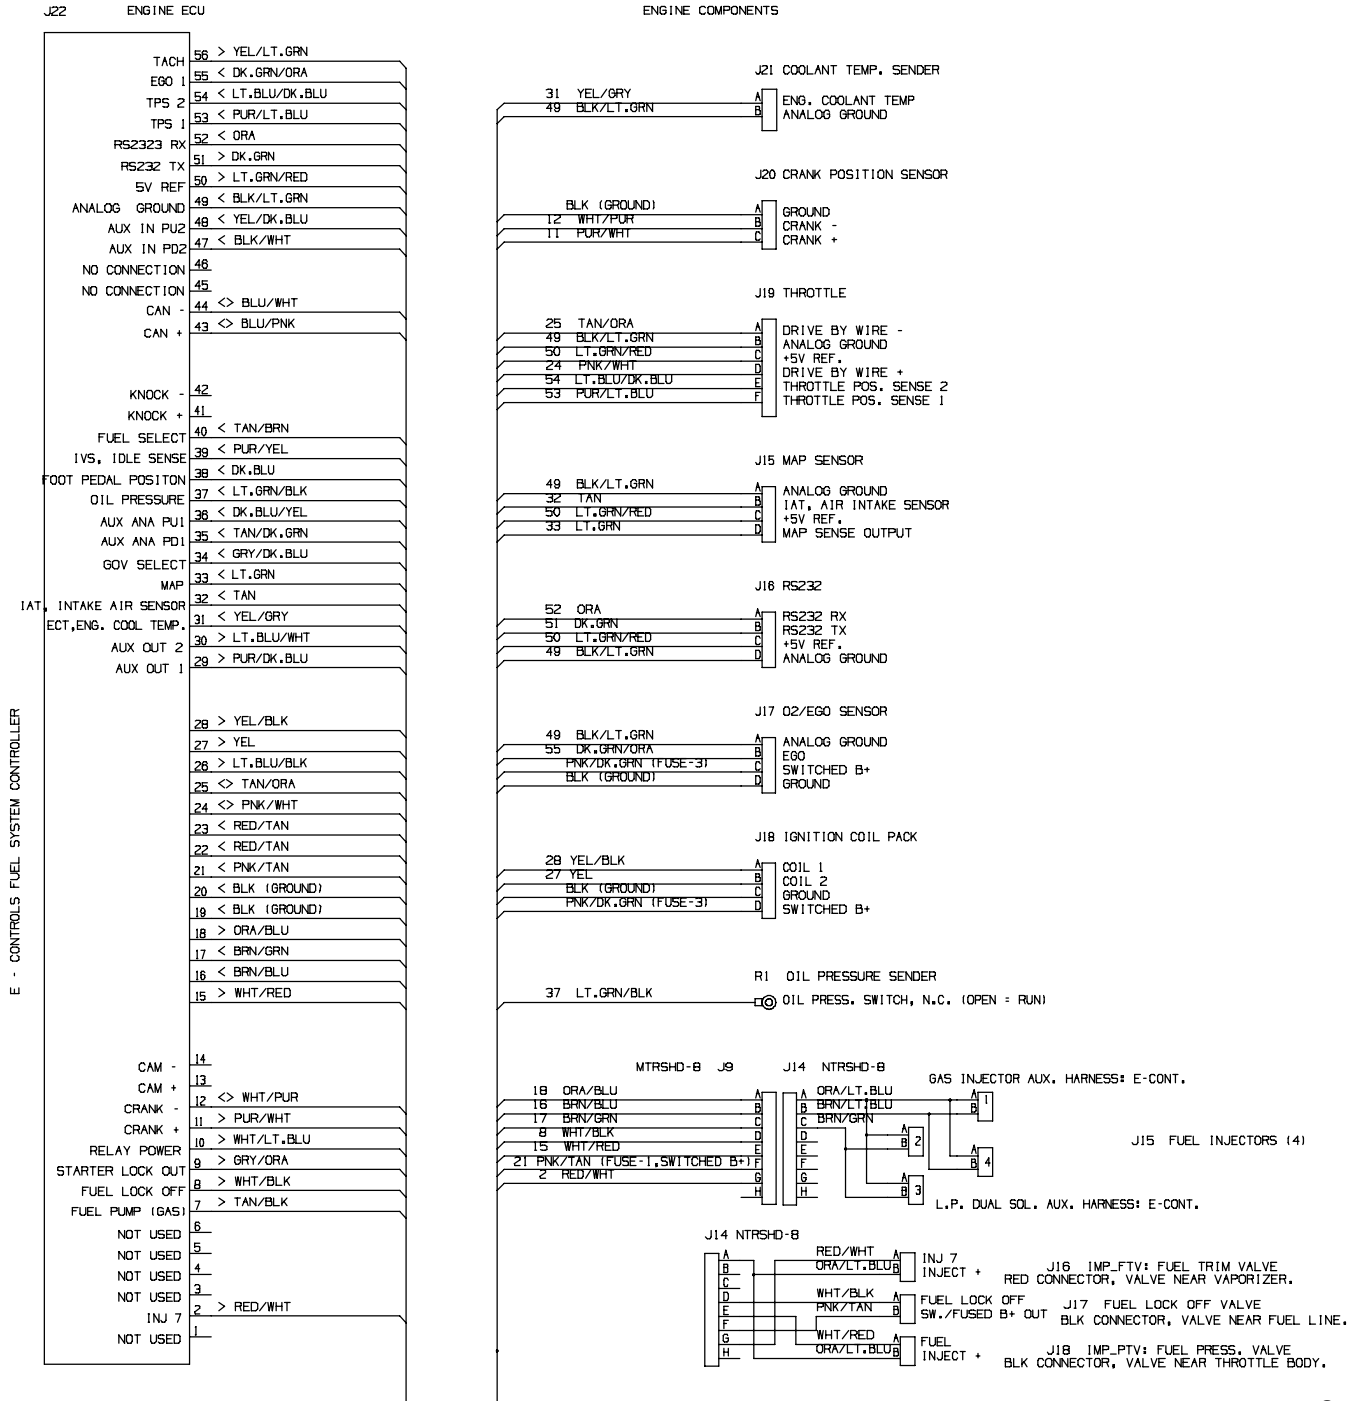 J22 ENGINE ECU
ENGINE COMPONENTS
E - CONTROLS FUEL SYSTEM CONTROLLER
TACH 56 > YEL/LT.GRN
EGO 1 55 < DK.GRN/ORA
TPS 2 54 < LT.BLU/DK.BLU
TPS 1 53 < PUR/LT.BLU
RS2323 RX 52 < ORA
RS232 TX 51 > DK.GRN
5V REF 50 > LT.GRN/RED
ANALOG GROUND 49 < BLK/LT.GRN
AUX IN PU2 48 < YEL/DK.BLU
AUX IN PD2 47 < BLK/WHT
NO CONNECTION 46
NO CONNECTION 45
CAN - 44 <> BLU/WHT
CAN + 43 <> BLU/PNK
KNOCK - 42
KNOCK + 41
FUEL SELECT 40 < TAN/BRN
IVS, IDLE SENSE 39 < PUR/YEL
FOOT PEDAL POSITON 38 < DK.BLU
OIL PRESSURE 37 < LT.GRN/BLK
AUX ANA PU1 36 < DK.BLU/YEL
AUX ANA PD1 35 < TAN/DK.GRN
GOV SELECT 34 < GRY/DK.BLU
MAP 33 < LT.GRN
IAT, INTAKE AIR SENSOR 32 < TAN
ECT,ENG. COOL TEMP. 31 < YEL/GRY
AUX OUT 2 30 > LT.BLU/WHT
AUX OUT 1 29 > PUR/DK.BLU
28 > YEL/BLK
27 > YEL
26 > LT.BLU/BLK
25 <> TAN/ORA
24 <> PNK/WHT
23 < RED/TAN
22 < RED/TAN
21 < PNK/TAN
20 < BLK (GROUND)
19 < BLK (GROUND)
18 > ORA/BLU
17 < BRN/GRN
16 < BRN/BLU
15 > WHT/RED
CAM - 14
CAM + 13
CRANK - 12 <> WHT/PUR
CRANK + 11 > PUR/WHT
RELAY POWER 10 > WHT/LT.BLU
STARTER LOCK OUT 9 > GRY/ORA
FUEL LOCK OFF 8 > WHT/BLK
FUEL PUMP (GAS) 7 > TAN/BLK
NOT USED 6
NOT USED 5
NOT USED 4
NOT USED 3
INJ 7 2 > RED/WHT
NOT USED 1
J21 COOLANT TEMP. SENDER
31 YEL/GRY A ENG. COOLANT TEMP
49 BLK/LT.GRN B ANALOG GROUND
J20 CRANK POSITION SENSOR
BLK (GROUND) A GROUND
12 WHT/PUR B CRANK -
11 PUR/WHT C CRANK +
J19 THROTTLE
25 TAN/ORA A DRIVE BY WIRE -
49 BLK/LT.GRN B ANALOG GROUND
50 LT.GRN/RED C +5V REF.
24 PNK/WHT D DRIVE BY WIRE +
54 LT.BLU/DK.BLU E THROTTLE POS. SENSE 2
53 PUR/LT.BLU F THROTTLE POS. SENSE 1
J15 MAP SENSOR
49 BLK/LT.GRN A ANALOG GROUND
32 TAN B IAT, AIR INTAKE SENSOR
50 LT.GRN/RED C +5V REF.
33 LT.GRN D MAP SENSE OUTPUT
J16 RS232
52 ORA A RS232 RX
51 DK.GRN B RS232 TX
50 LT.GRN/RED C +5V REF.
49 BLK/LT.GRN D ANALOG GROUND
J17 O2/EGO SENSOR
49 BLK/LT.GRN A ANALOG GROUND
55 DK.GRN/ORA B EGO
PNK/DK.GRN (FUSE-3) C SWITCHED B+
BLK (GROUND) D GROUND
J18 IGNITION COIL PACK
28 YEL/BLK A COIL 1
27 YEL B COIL 2
BLK (GROUND) C GROUND
PNK/DK.GRN (FUSE-3) D SWITCHED B+
R1 OIL PRESSURE SENDER
37 LT.GRN/BLK OIL PRESS. SWITCH, N.C. (OPEN = RUN)
MTRSHD-8 J9 J14 NTRSHD-8
GAS INJECTOR AUX. HARNESS: E-CONT.
18 ORA/BLU A A ORA/LT.BLU A B 1
16 BRN/BLU B B BRN/LT.BLU
17 BRN/GRN C C BRN/GRN
8 WHT/BLK D D A B 2
15 WHT/RED E E
J15 FUEL INJECTORS (4)
21 PNK/TAN (FUSE-1,SWITCHED B+) F F A B 4
2 RED/WHT G G A B 3
H H
L.P. DUAL SOL. AUX. HARNESS: E-CONT.
J14 NTRSHD-8
A
B
C
D
E
F
G
H
RED/WHT A INJ 7
ORA/LT.BLU B INJECT +
J16 IMP_FTV: FUEL TRIM VALVE
RED CONNECTOR, VALVE NEAR VAPORIZER.
WHT/BLK A FUEL LOCK OFF
PNK/TAN B SW./FUSED B+ OUT
J17 FUEL LOCK OFF VALVE
BLK CONNECTOR, VALVE NEAR FUEL LINE.
WHT/RED A FUEL
ORA/LT.BLU B INJECT +
J18 IMP_PTV: FUEL PRESS. VALVE
BLK CONNECTOR, VALVE NEAR THROTTLE BODY.